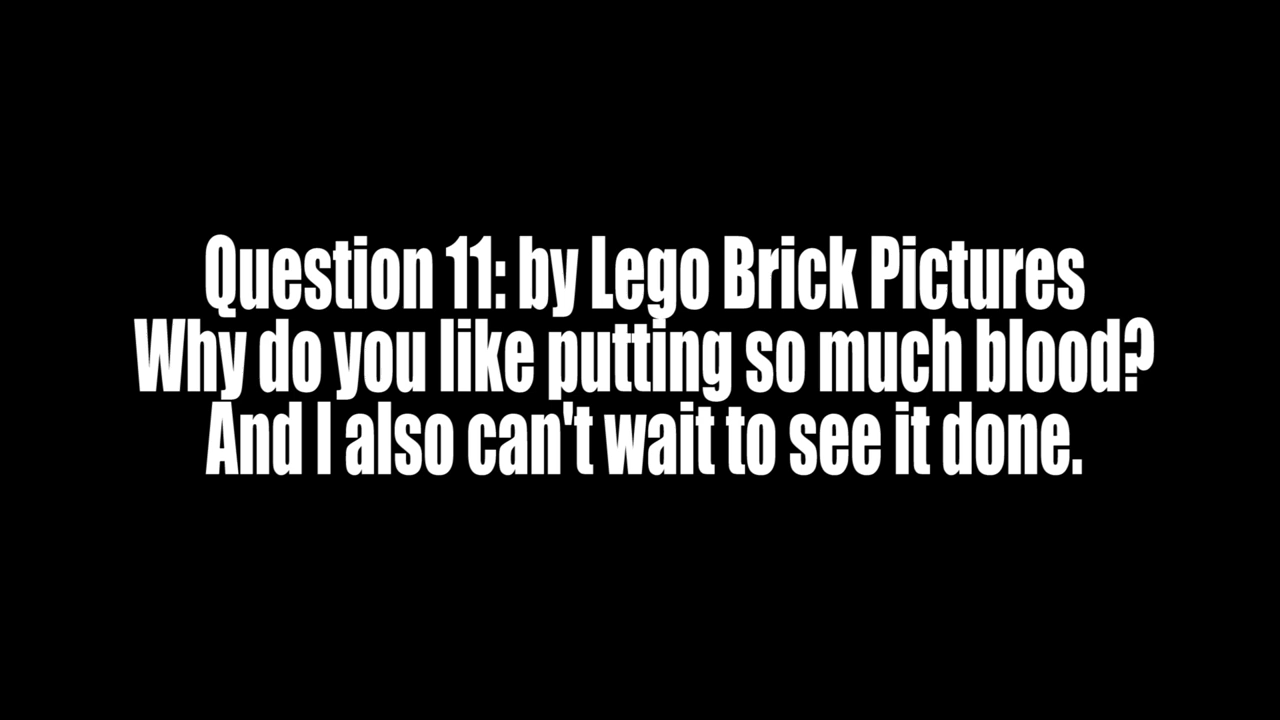 Question 11: by Lego Brick Pictures
Why do you like putting so much blood?
And I also can't wait to see it done.